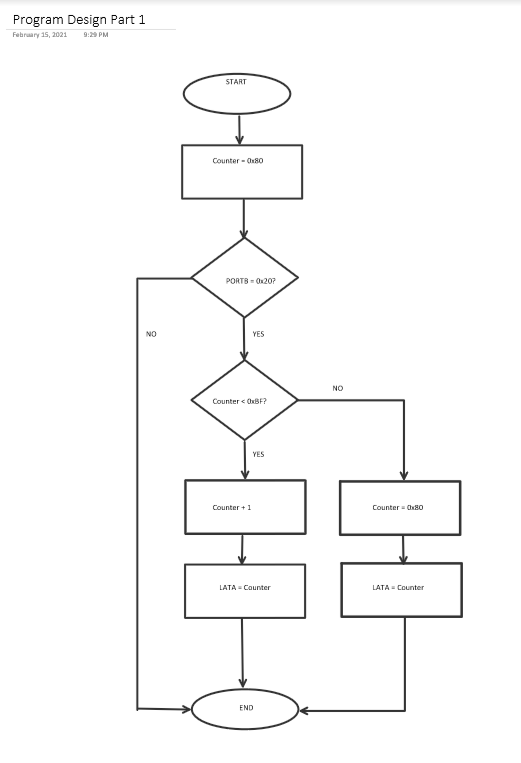 Program Design Part 1
February 15, 2021 9:29 PM
START
Counter = 0x80
PORTB = 0x20?
NO
YES
Counter < 0xBF?
NO
YES
Counter + 1
Counter = 0x80
LATA = Counter
LATA = Counter
END